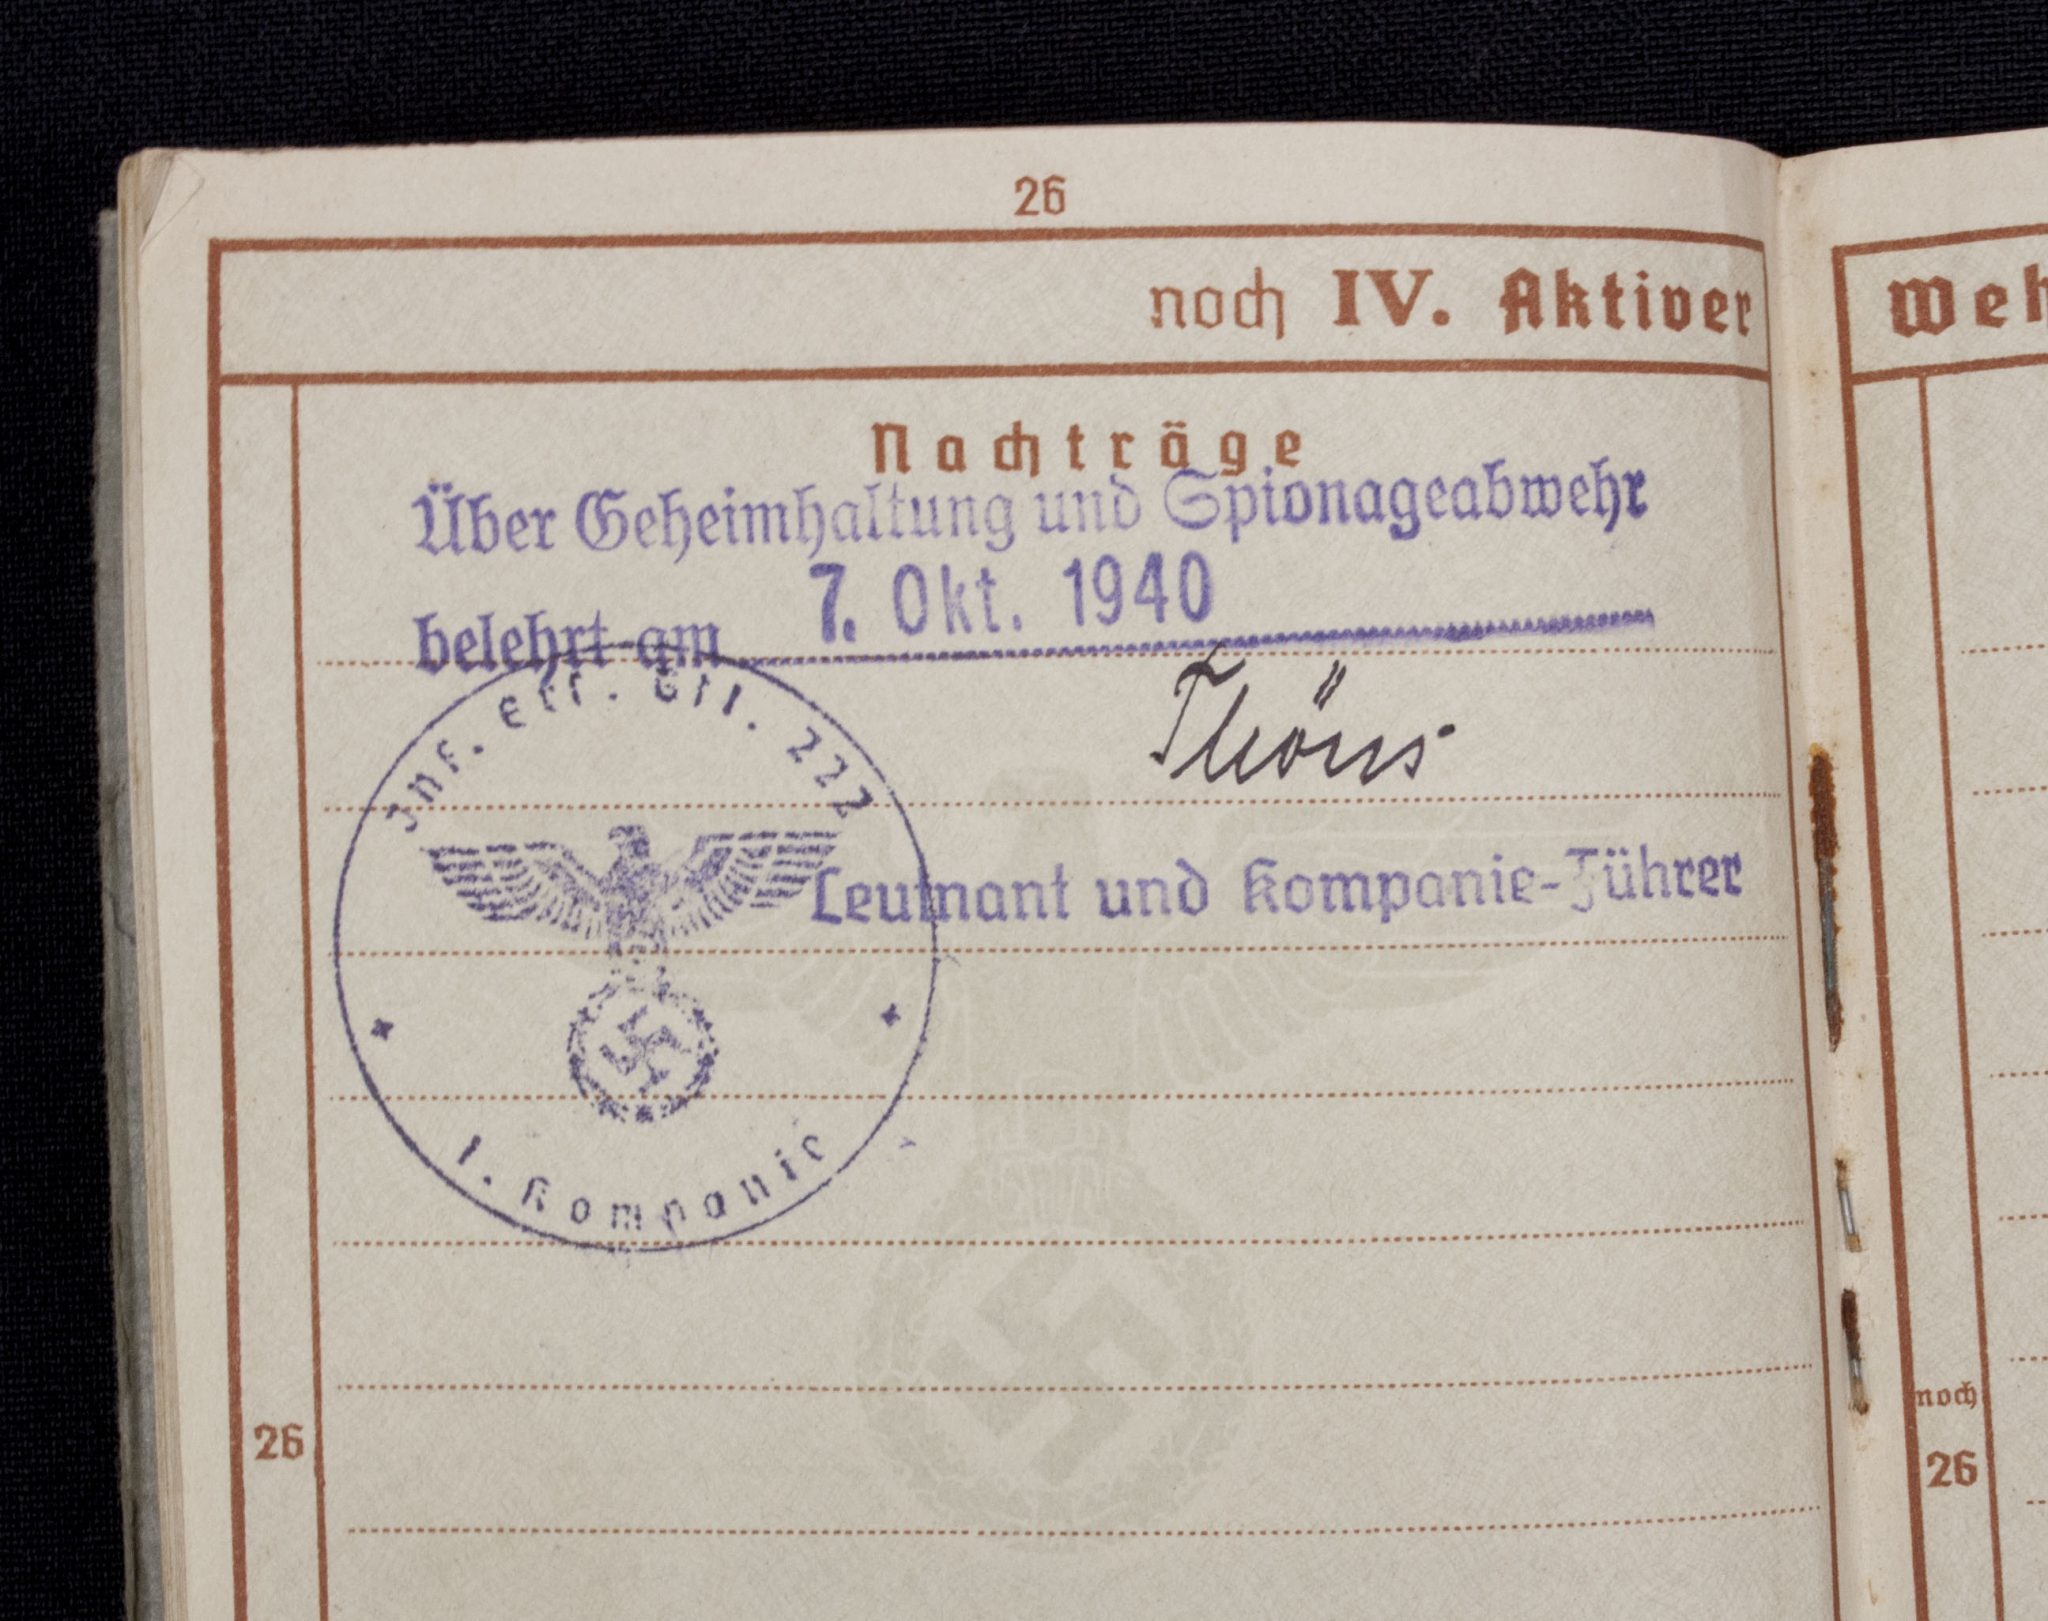 26
noch IV. Aktiver
Weh
Nachträge
Über Geheimhaltung und Spionageabwehr
belehrt am 7. Okt. 1940
Thöns
Inf. Ers. Btl. 222
Leutnant und Kompanie-Führer
1. Kompanie
26
noch
26